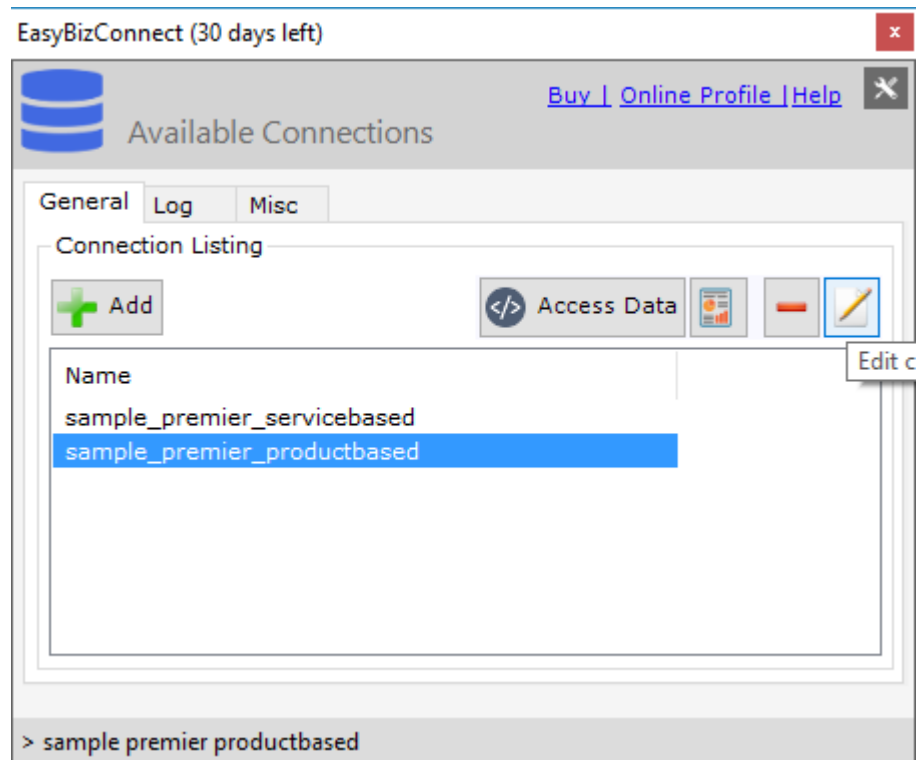 EasyBizConnect (30 days left)
x
Buy | Online Profile | Help
Available Connections
General Log Misc
Connection Listing
Add </> Access Data
Edit c
Name
sample_premier_servicebased
sample_premier_productbased
> sample premier productbased